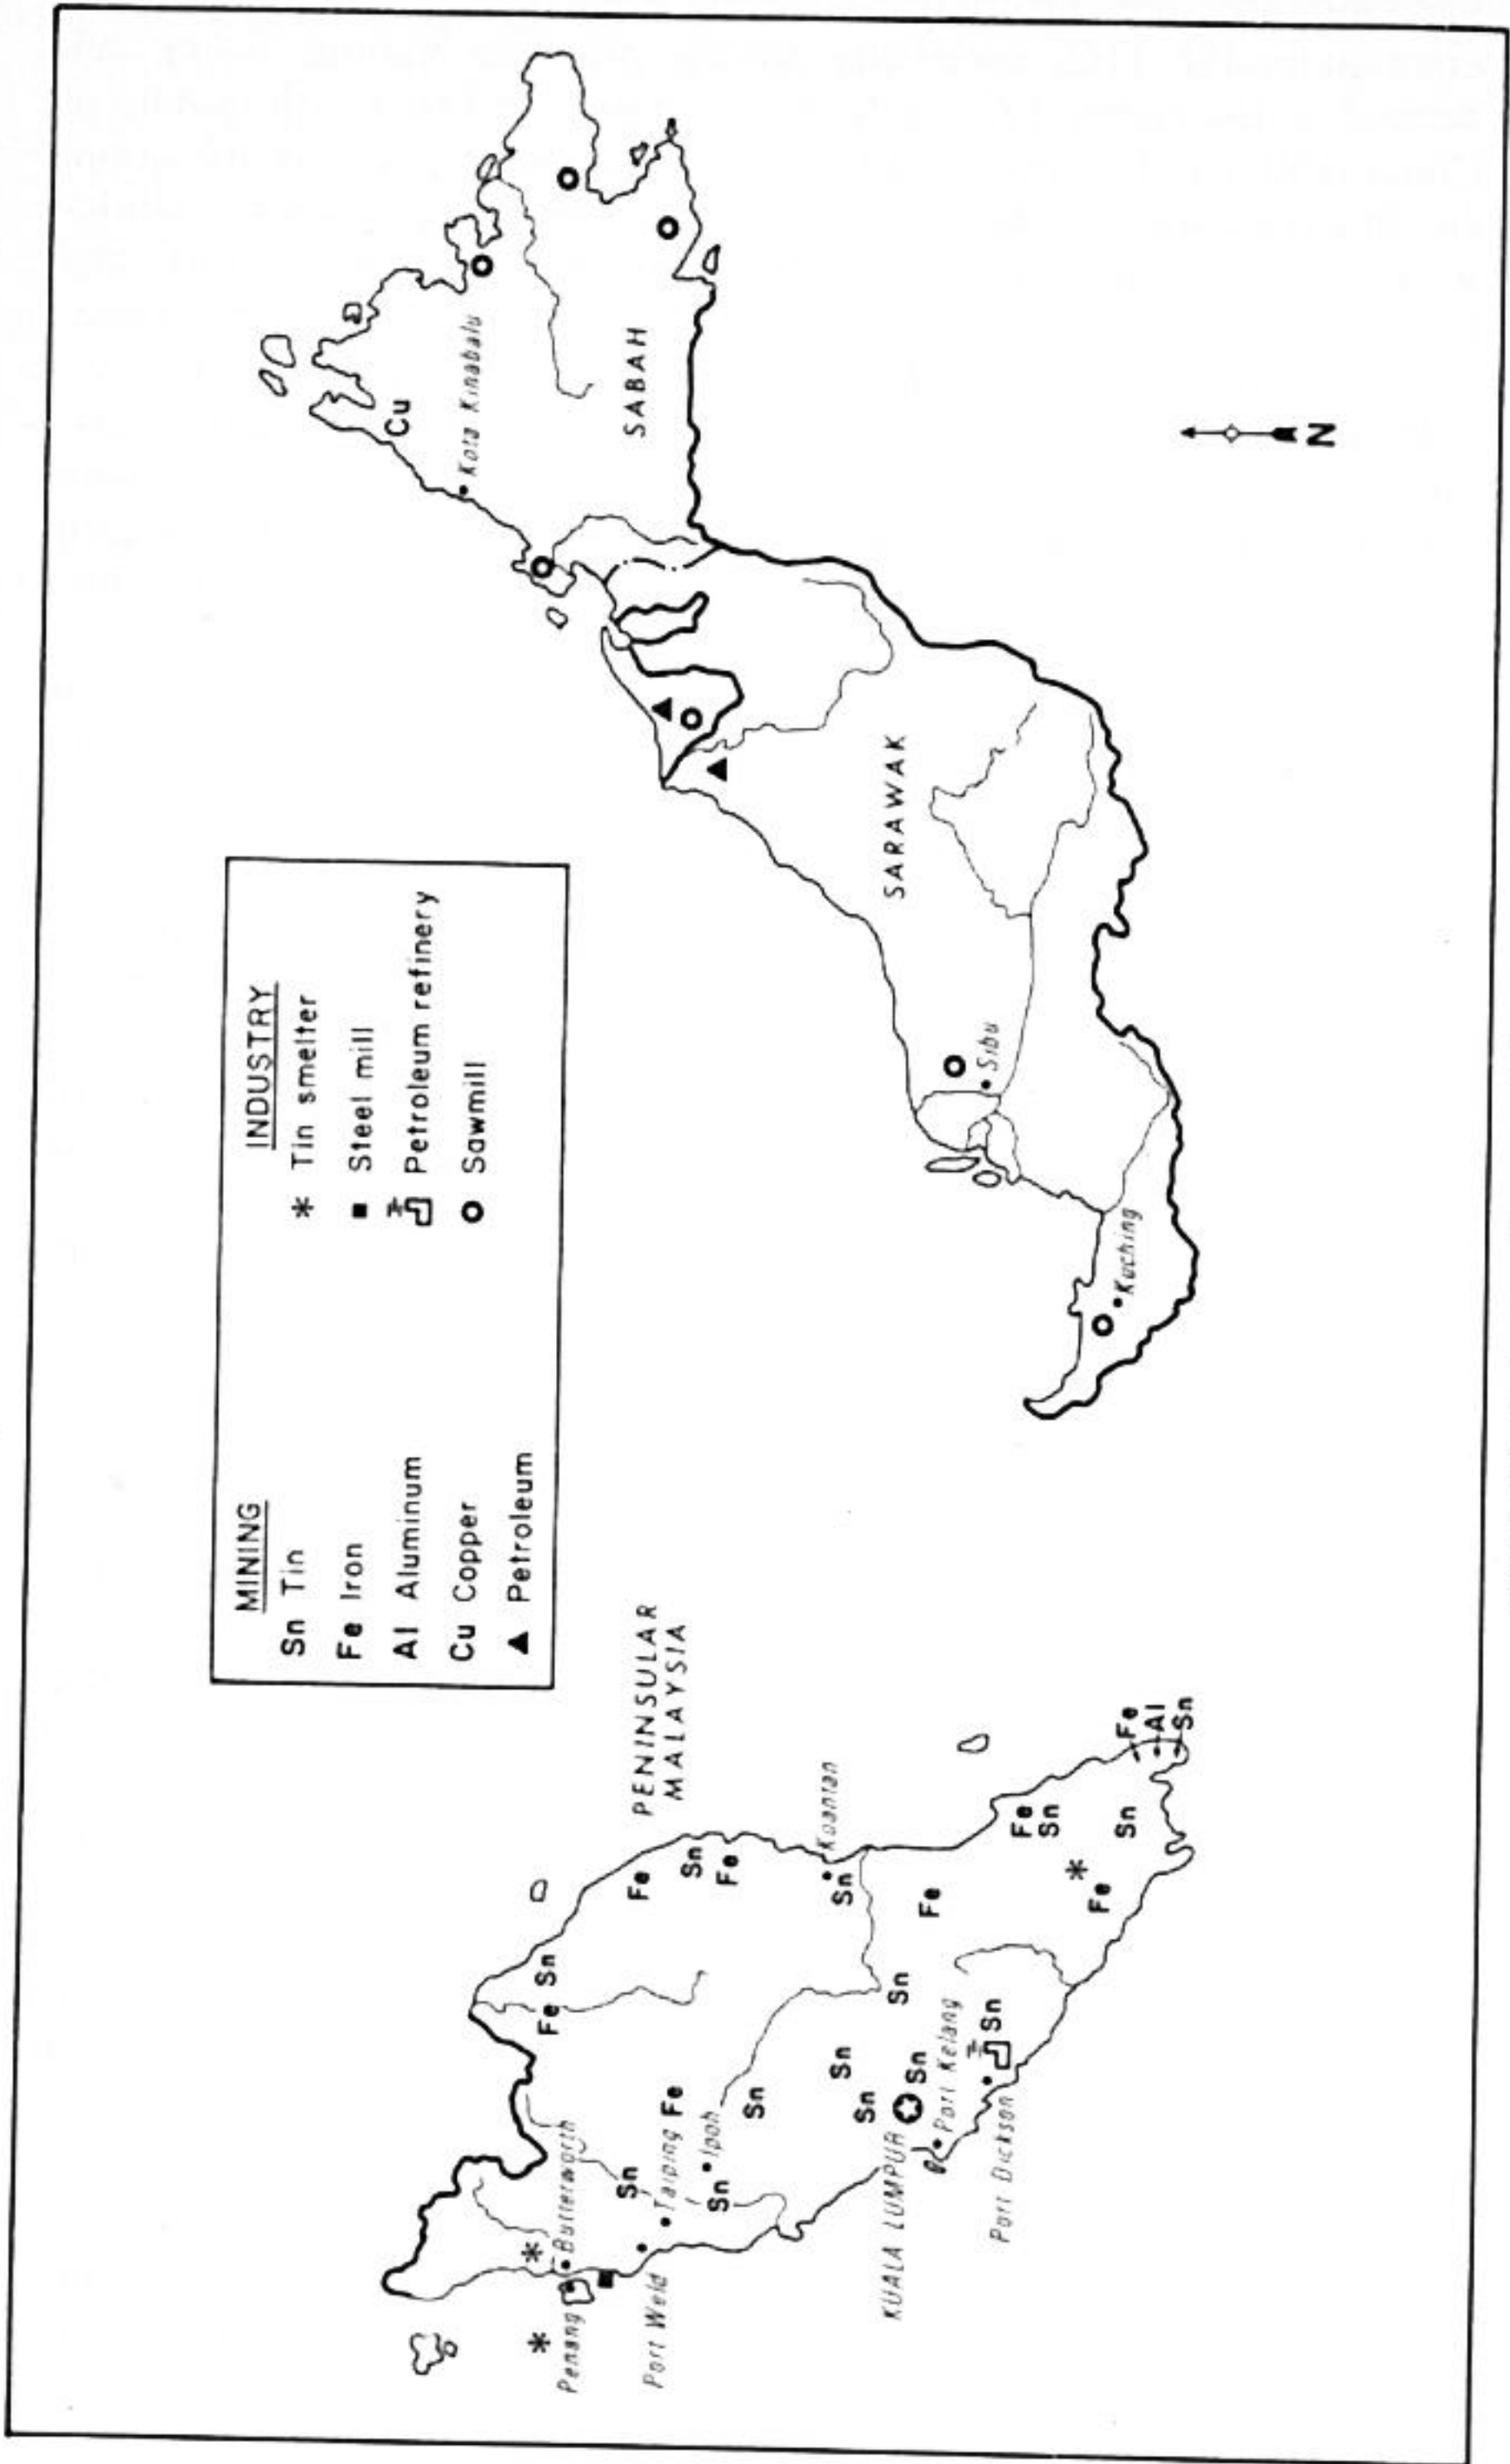 MINING
Sn Tin
Fe Iron
Al Aluminum
Cu Copper
▲ Petroleum
INDUSTRY
* Tin smelter
■ Steel mill
Petroleum refinery
Sawmill
PENINSULAR
MALAYSIA
Penang
Butterworth
Port Weld
Taiping
Ipoh
KUALA LUMPUR
Port Kelang
Port Dickson
Kuantan
*
*
Fe
Sn
Fe
Sn
Fe
Sn
Fe
Sn
Sn
Sn
Sn
Sn
Sn
Sn
Sn
Fe
Fe
Sn
*
Fe
Sn
Fe
Al
Sn
SABAH
Cu
Kota Kinabalu
SARAWAK
Sibu
Kuching
N